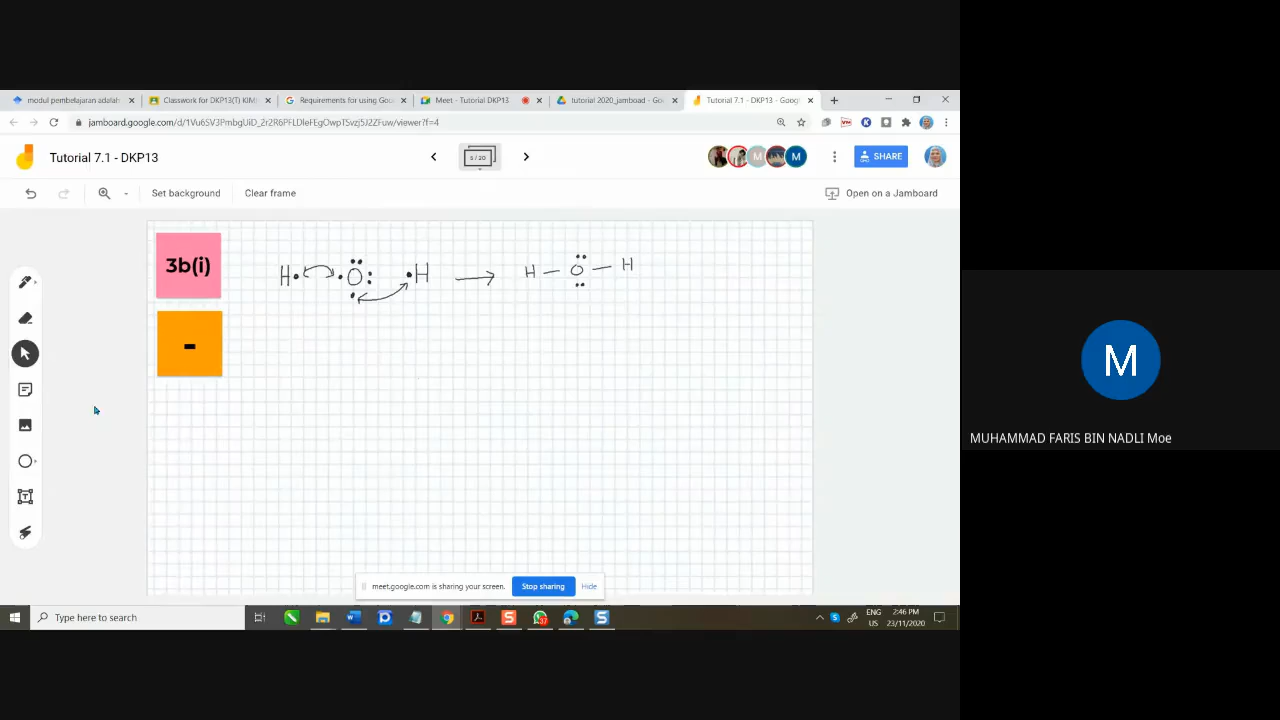 modul pembelajaran adalah
Classwork for DKP13(T) KIM
Requirements for using Goo
Meet - Tutorial DKP13
tutorial 2020_jamboad - Go
Tutorial 7.1 - DKP13 - Goog
Tutorial 7.1 - DKP13
5 / 20
M
M
SHARE
Set background
Clear frame
Open on a Jamboard
3b(i)
H• •O •H → H — O — H
-
M
MUHAMMAD FARIS BIN NADLI Moe
meet.google.com is sharing your screen.
Stop sharing
Hide
Type here to search
37
ENG
US
2:46 PM
23/11/2020